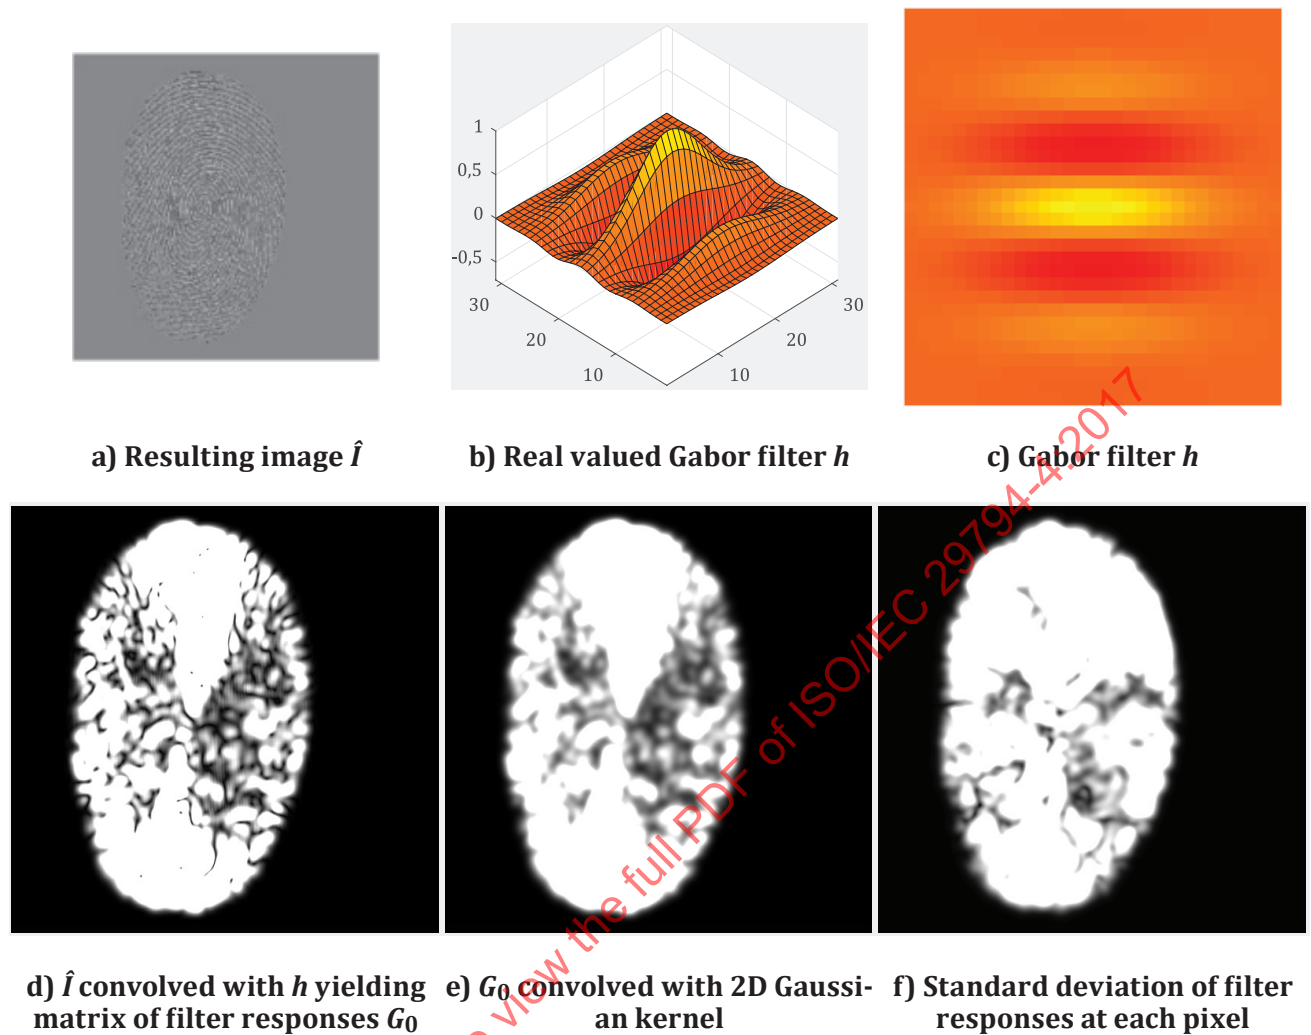 1
0,5
0
-0,5
30
20
10
10
20
30
a) Resulting image Î
b) Real valued Gabor filter h
c) Gabor filter h
d) Î convolved with h yielding
matrix of filter responses G0
e) G0 convolved with 2D Gaussi-
an kernel
f) Standard deviation of filter
responses at each pixel
view the full PDF of ISO/IEC 29794-4:2017